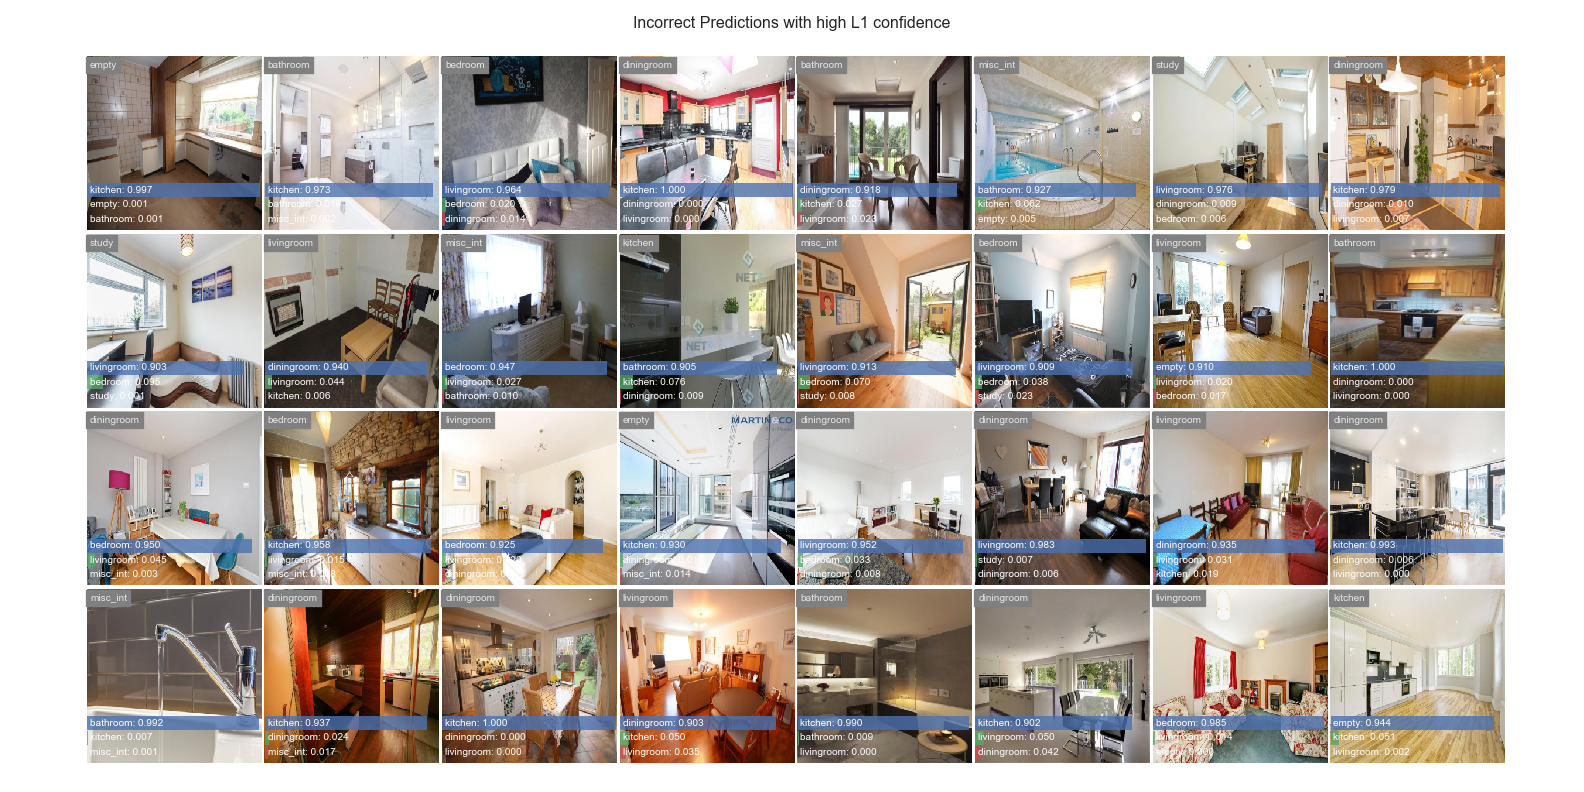 Incorrect Predictions with high L1 confidence
empty
kitchen: 0.997
empty: 0.001
bathroom: 0.001
bathroom
kitchen: 0.973
bathroom:
misc_int:
bedroom
livingroom: 0.964
bedroom: 0.020
diningroom: 0.014
diningroom
kitchen: 1.000
diningroom: 0.000
livingroom: 0.000
bathroom
diningroom: 0.918
kitchen: 0.027
livingroom: 0.023
misc_int
bathroom: 0.927
kitchen: 0.062
empty: 0.005
study
livingroom: 0.976
diningroom: 0.009
bedroom: 0.006
diningroom
kitchen: 0.979
diningroom: 0.010
livingroom: 0.007
study
livingroom: 0.903
bedroom: 0.095
study: 0.001
livingroom
diningroom: 0.940
livingroom: 0.044
kitchen: 0.006
misc_int
bedroom: 0.947
livingroom: 0.027
bathroom: 0.010
kitchen
NET
NET
bathroom: 0.905
kitchen: 0.076
diningroom: 0.009
misc_int
livingroom: 0.913
bedroom: 0.070
study: 0.008
bedroom
livingroom: 0.909
bedroom: 0.038
study: 0.023
livingroom
empty: 0.910
livingroom: 0.020
bedroom: 0.017
bathroom
kitchen: 1.000
diningroom: 0.000
livingroom: 0.000
diningroom
bedroom: 0.950
livingroom: 0.045
misc_int: 0.003
bedroom
kitchen: 0.958
livingroom: 0.015
misc_int:
livingroom
bedroom: 0.925
livingroom:
diningroom:
empty
MARTIN&CO
kitchen: 0.930
misc_int: 0.014
diningroom
livingroom: 0.952
bedroom: 0.033
diningroom: 0.008
diningroom
livingroom: 0.983
study: 0.007
diningroom: 0.006
livingroom
diningroom: 0.935
livingroom: 0.031
kitchen: 0.019
diningroom
kitchen: 0.993
diningroom: 0.006
livingroom: 0.000
misc_int
bathroom: 0.992
kitchen: 0.007
misc_int: 0.001
diningroom
kitchen: 0.937
diningroom: 0.024
misc_int: 0.017
diningroom
kitchen: 1.000
diningroom: 0.000
livingroom: 0.000
livingroom
diningroom: 0.903
kitchen: 0.050
livingroom: 0.035
bathroom
kitchen: 0.990
bathroom: 0.009
livingroom: 0.000
diningroom
kitchen: 0.902
livingroom: 0.050
diningroom: 0.042
livingroom
bedroom: 0.985
livingroom: 0.014
kitchen
empty: 0.944
kitchen: 0.051
livingroom: 0.002